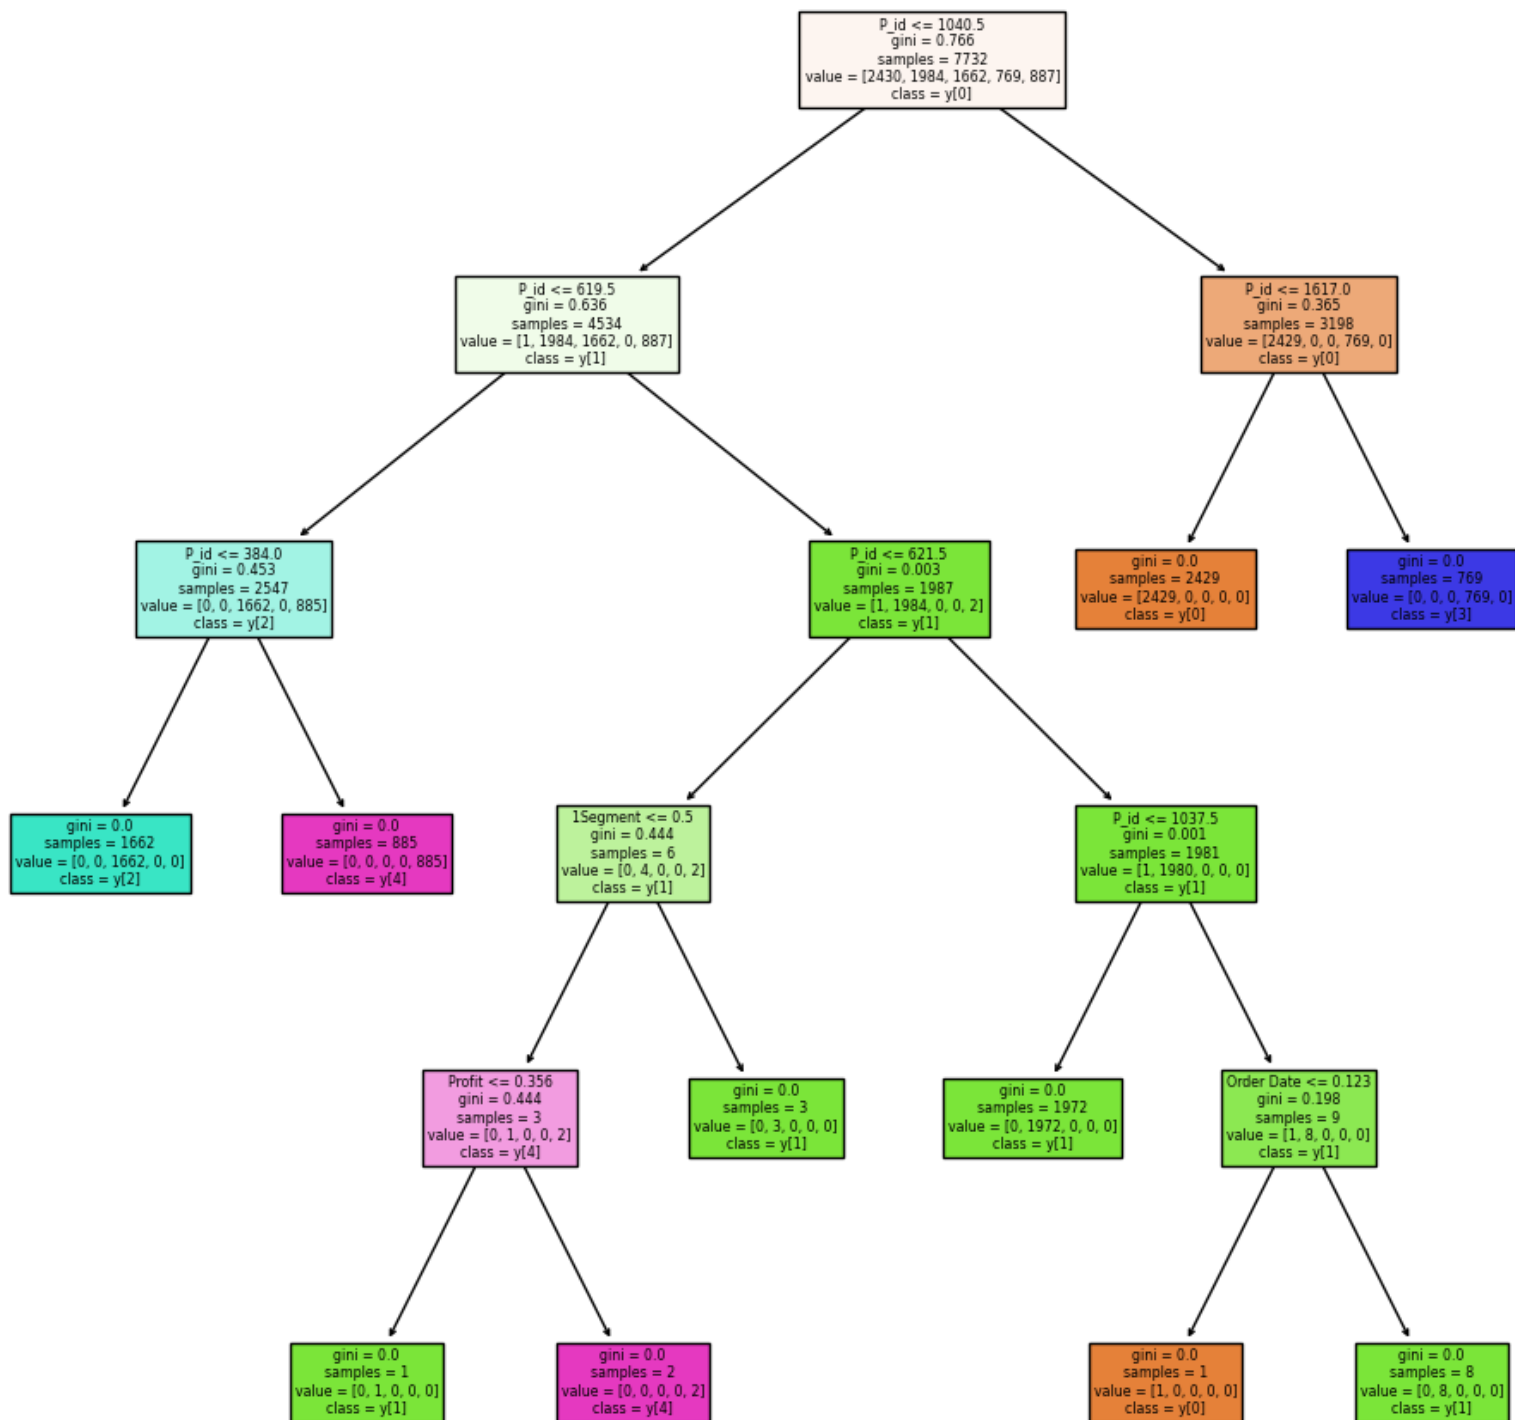 P_id <= 1040.5
gini = 0.766
samples = 7732
value = [2430, 1984, 1662, 769, 887]
class = y[0]
P_id <= 619.5
gini = 0.636
samples = 4534
value = [1, 1984, 1662, 0, 887]
class = y[1]
P_id <= 1617.0
gini = 0.365
samples = 3198
value = [2429, 0, 0, 769, 0]
class = y[0]
P_id <= 384.0
gini = 0.453
samples = 2547
value = [0, 0, 1662, 0, 885]
class = y[2]
P_id <= 621.5
gini = 0.003
samples = 1987
value = [1, 1984, 0, 0, 2]
class = y[1]
gini = 0.0
samples = 2429
value = [2429, 0, 0, 0, 0]
class = y[0]
gini = 0.0
samples = 769
value = [0, 0, 0, 769, 0]
class = y[3]
gini = 0.0
samples = 1662
value = [0, 0, 1662, 0, 0]
class = y[2]
gini = 0.0
samples = 885
value = [0, 0, 0, 0, 885]
class = y[4]
1Segment <= 0.5
gini = 0.444
samples = 6
value = [0, 4, 0, 0, 2]
class = y[1]
P_id <= 1037.5
gini = 0.001
samples = 1981
value = [1, 1980, 0, 0, 0]
class = y[1]
Profit <= 0.356
gini = 0.444
samples = 3
value = [0, 1, 0, 0, 2]
class = y[4]
gini = 0.0
samples = 3
value = [0, 3, 0, 0, 0]
class = y[1]
gini = 0.0
samples = 1972
value = [0, 1972, 0, 0, 0]
class = y[1]
Order Date <= 0.123
gini = 0.198
samples = 9
value = [1, 8, 0, 0, 0]
class = y[1]
gini = 0.0
samples = 1
value = [0, 1, 0, 0, 0]
class = y[1]
gini = 0.0
samples = 2
value = [0, 0, 0, 0, 2]
class = y[4]
gini = 0.0
samples = 1
value = [1, 0, 0, 0, 0]
class = y[0]
gini = 0.0
samples = 8
value = [0, 8, 0, 0, 0]
class = y[1]